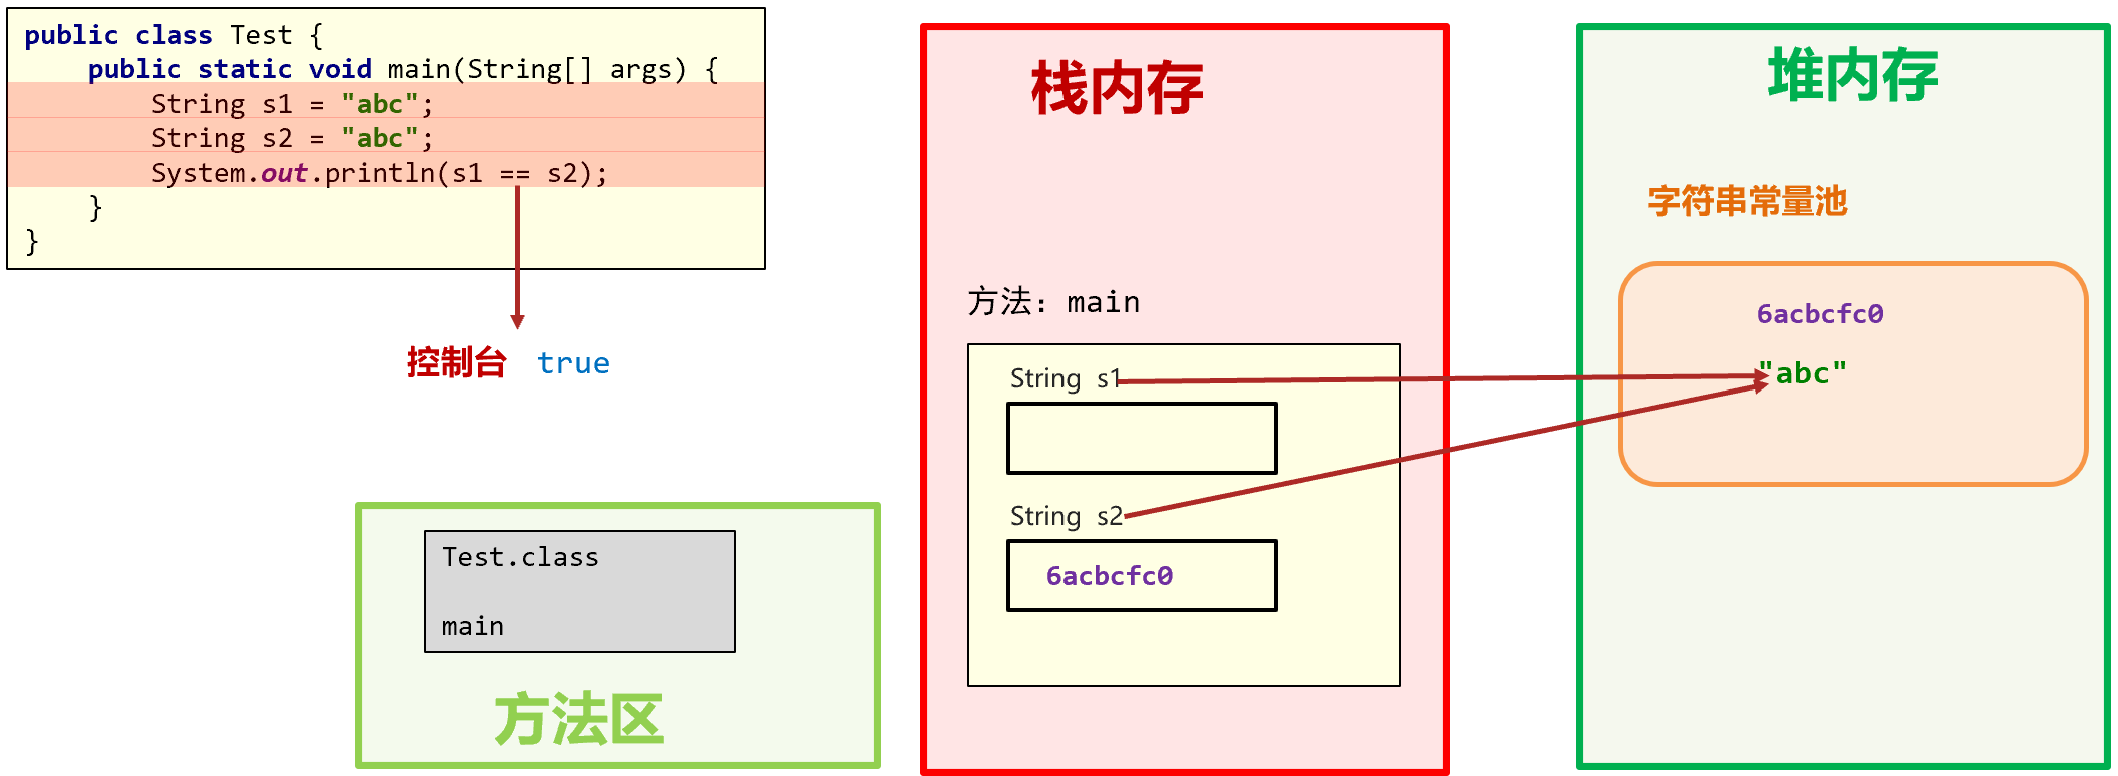 public class Test {
    public static void main(String[] args) {
        String s1 = "abc";
        String s2 = "abc";
        System.out.println(s1 == s2);
    }
}
控制台 true
Test.class
main
方法区
栈内存
方法: main
String s1
String s2
6acbcfc0
堆内存
字符串常量池
6acbcfc0
"abc"